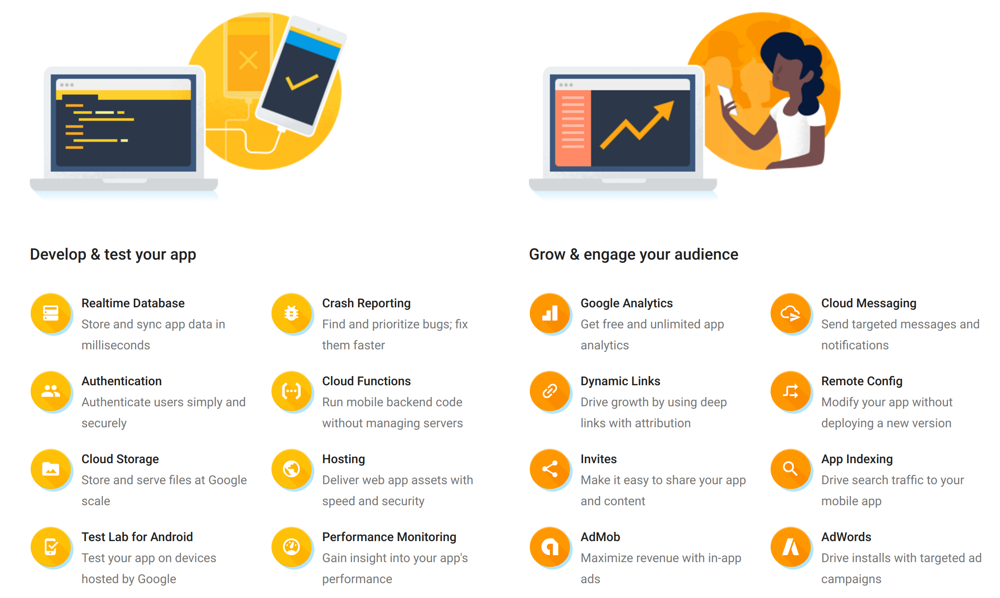 Develop & test your app
Realtime Database
Store and sync app data in
milliseconds
Crash Reporting
Find and prioritize bugs; fix
them faster
Authentication
Authenticate users simply and
securely
Cloud Functions
Run mobile backend code
without managing servers
Cloud Storage
Store and serve files at Google
scale
Hosting
Deliver web app assets with
speed and security
Test Lab for Android
Test your app on devices
hosted by Google
Performance Monitoring
Gain insight into your app's
performance
Grow & engage your audience
Google Analytics
Get free and unlimited app
analytics
Cloud Messaging
Send targeted messages and
notifications
Dynamic Links
Drive growth by using deep
links with attribution
Remote Config
Modify your app without
deploying a new version
Invites
Make it easy to share your app
and content
App Indexing
Drive search traffic to your
mobile app
AdMob
Maximize revenue with in-app
ads
AdWords
Drive installs with targeted ad
campaigns